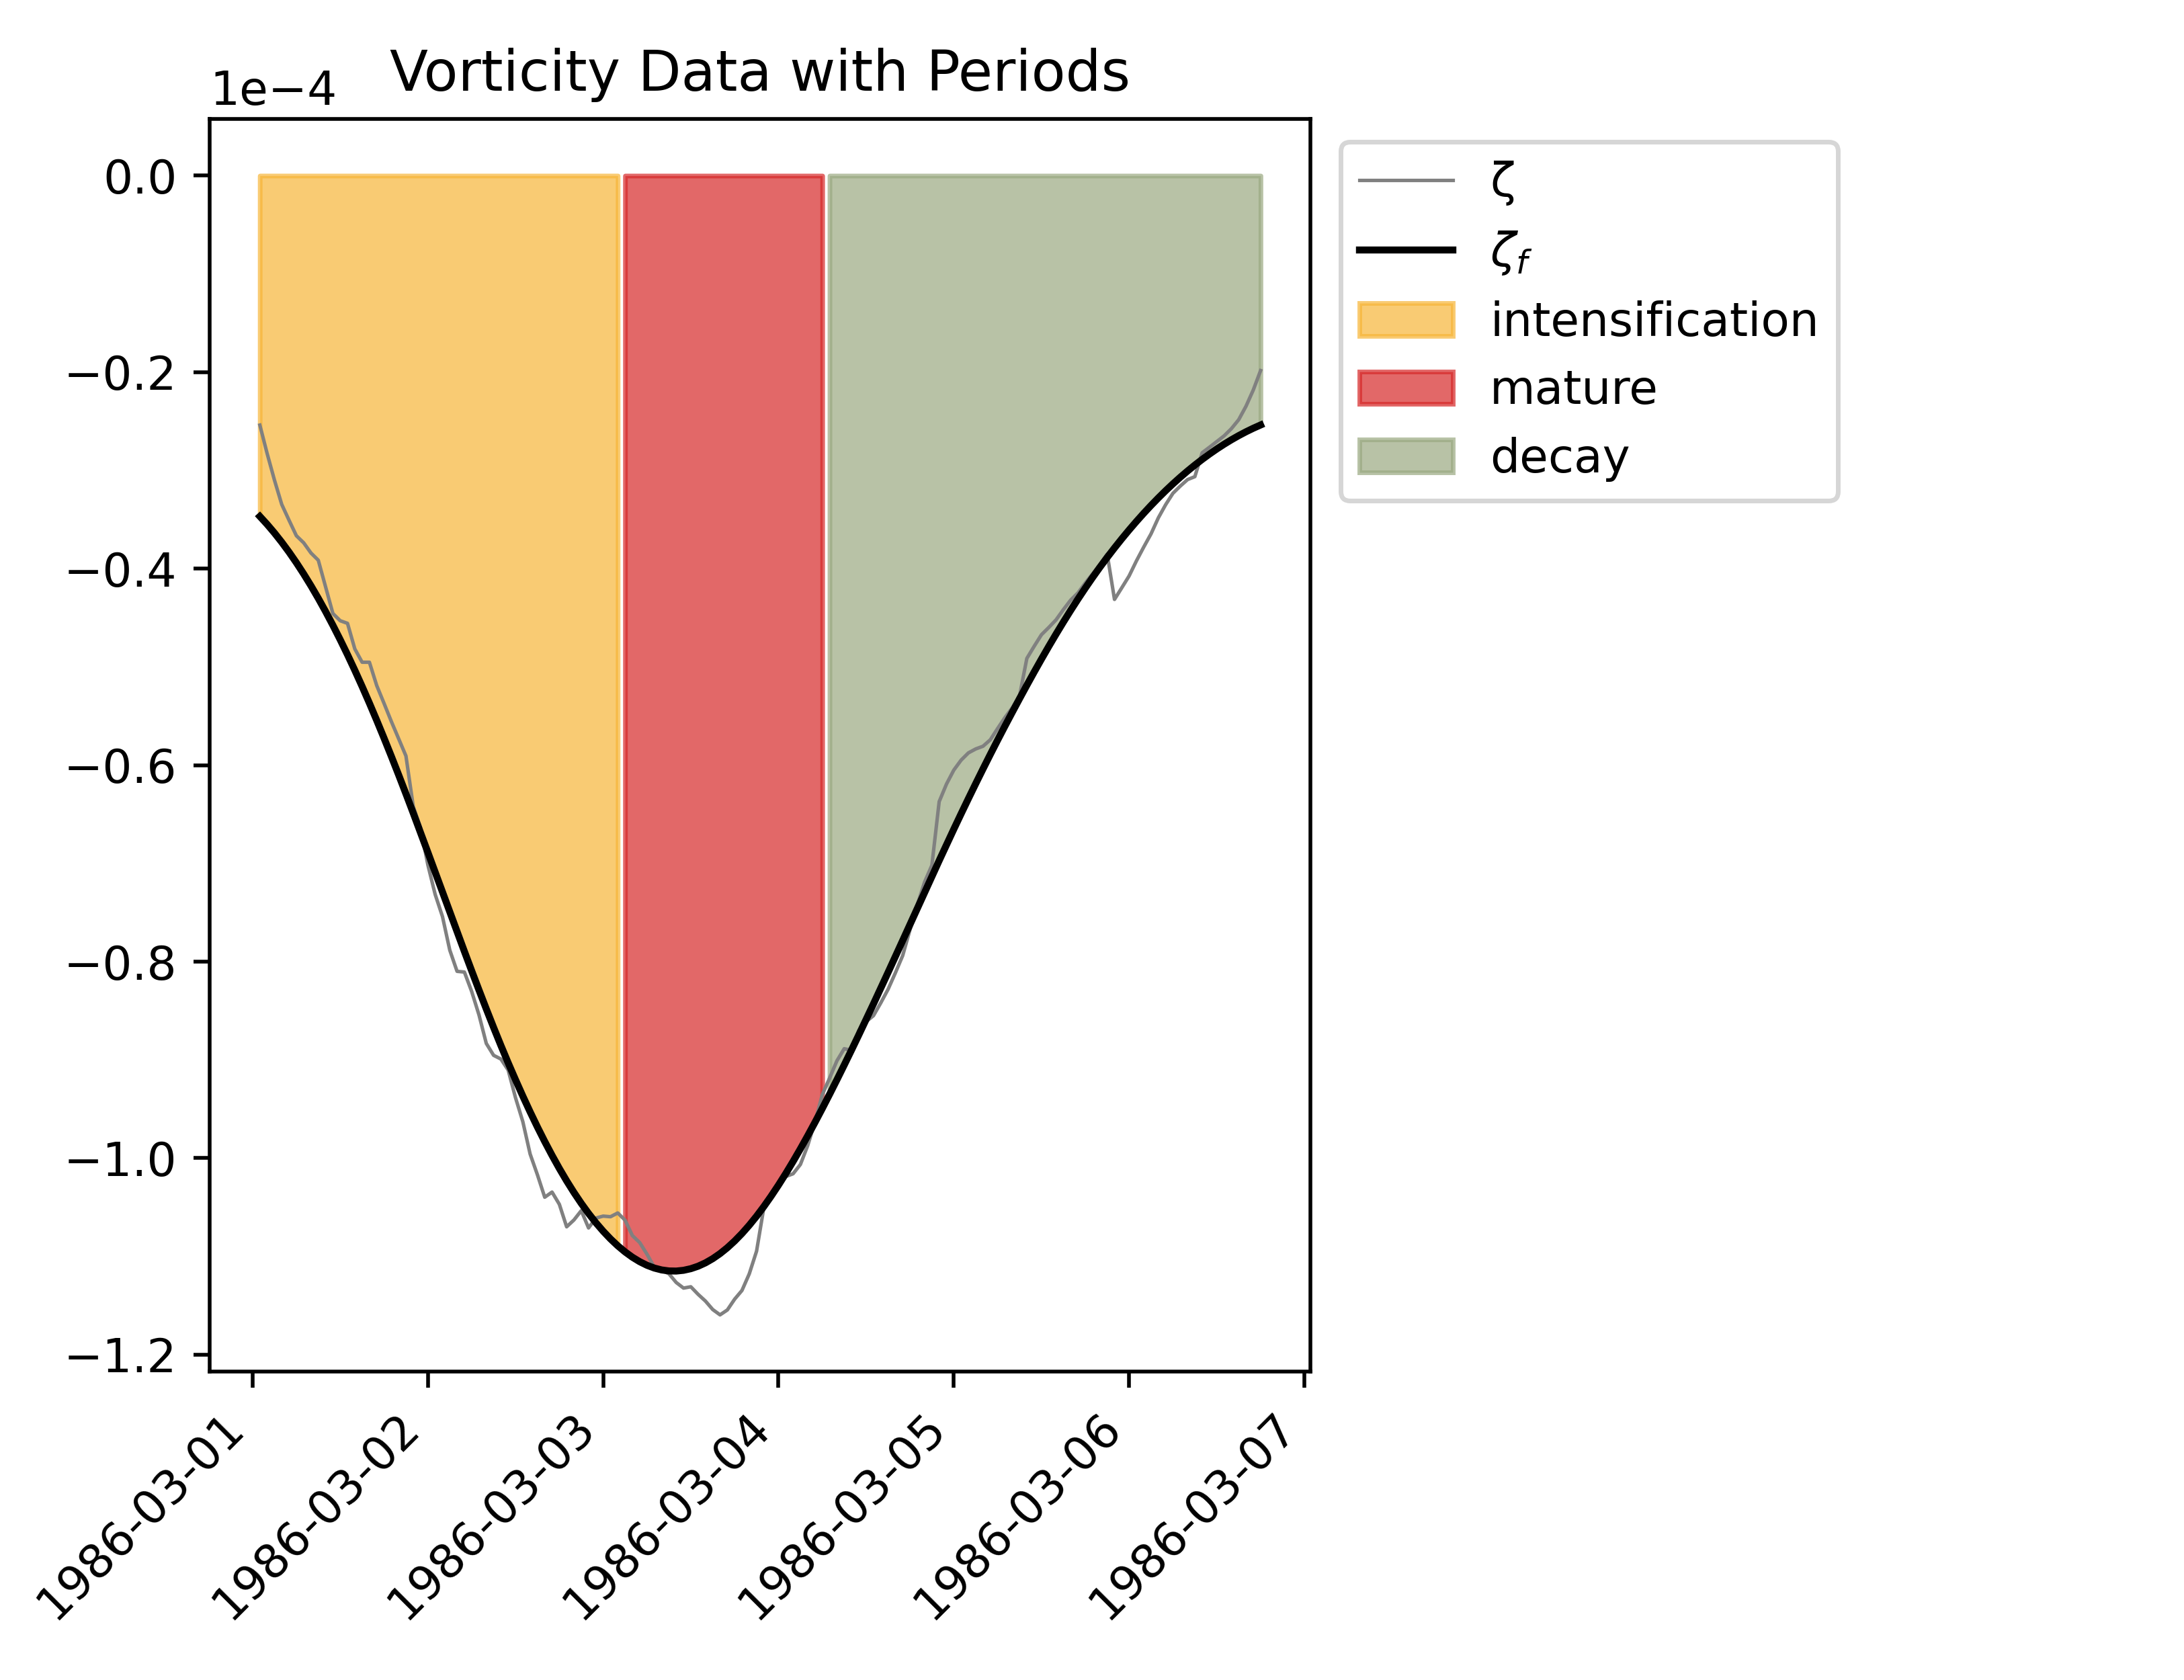 Vorticity Data with Periods
1e−4
0.0
−0.2
−0.4
−0.6
−0.8
−1.0
−1.2
1986-03-01
1986-03-02
1986-03-03
1986-03-04
1986-03-05
1986-03-06
1986-03-07
ζ
ζf
intensification
mature
decay